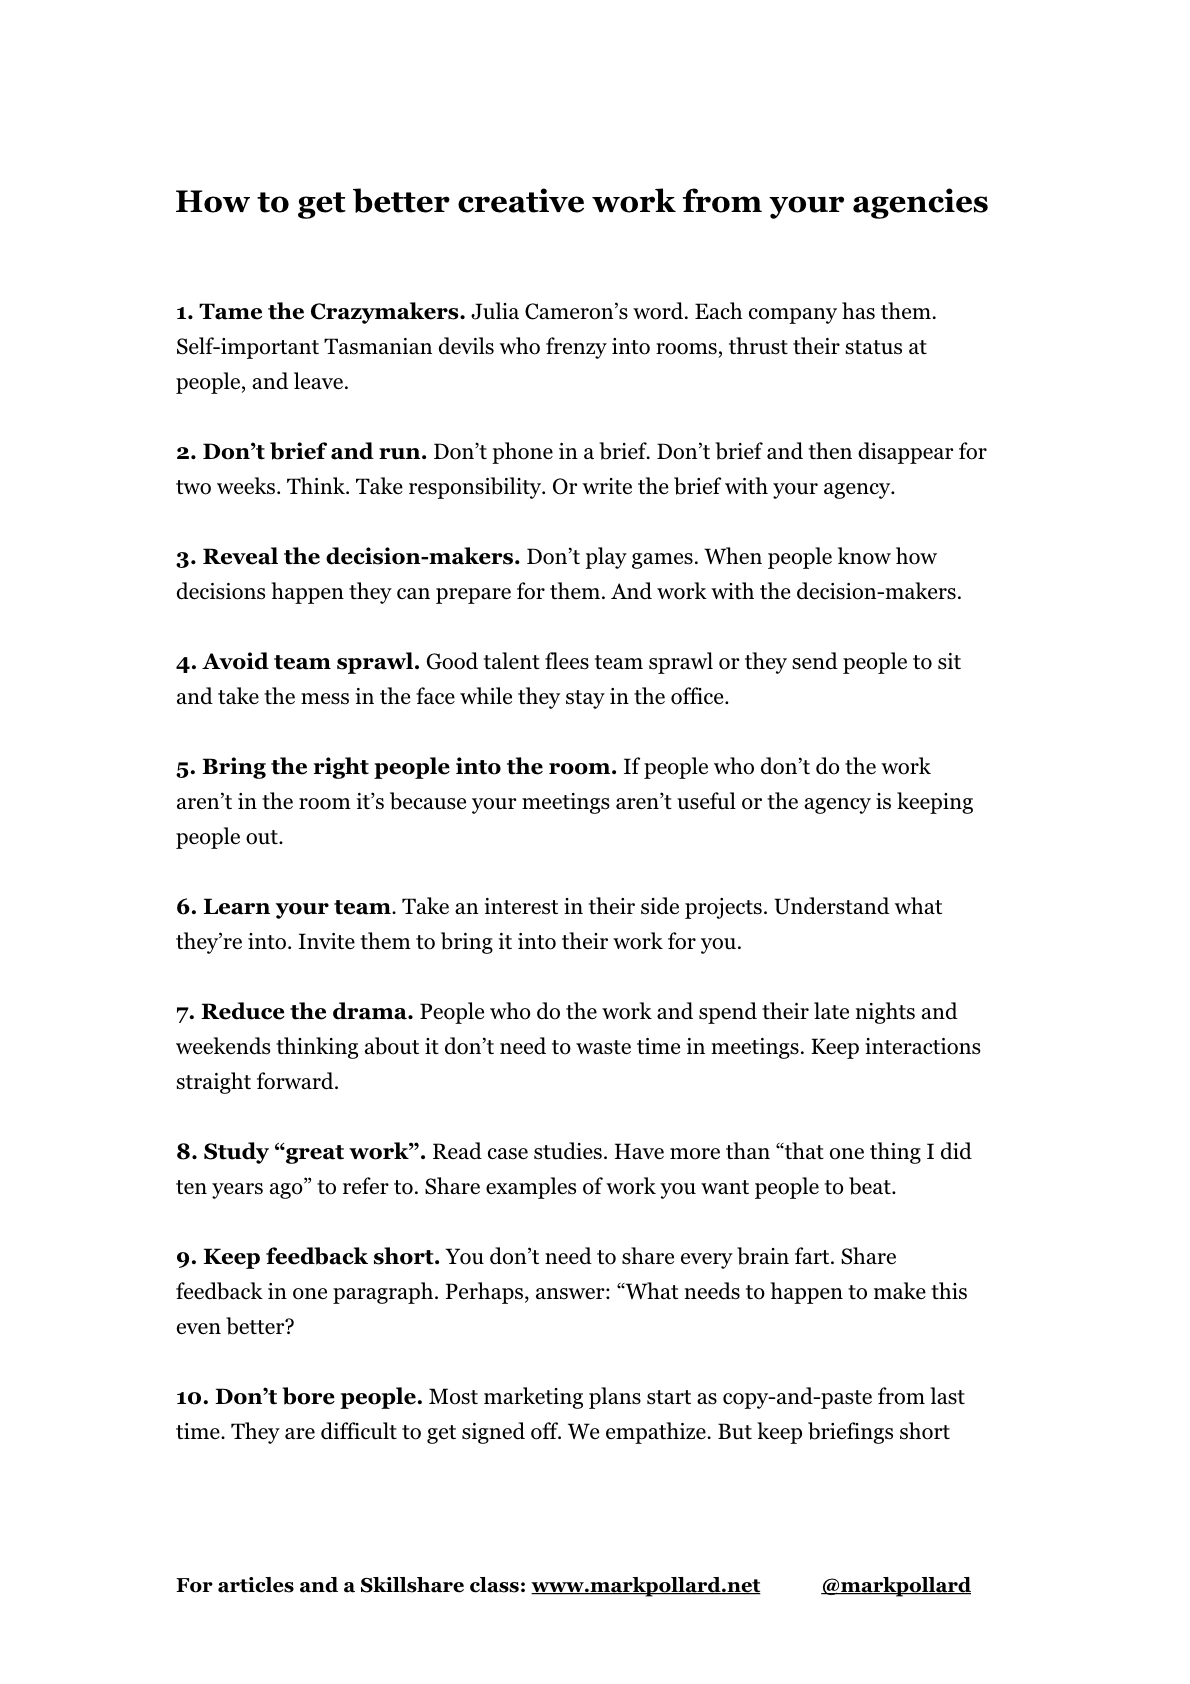 How to get better creative work from your agencies
1. Tame the Crazymakers. Julia Cameron’s word. Each company has them.
Self-important Tasmanian devils who frenzy into rooms, thrust their status at
people, and leave.
2. Don’t brief and run. Don’t phone in a brief. Don’t brief and then disappear for
two weeks. Think. Take responsibility. Or write the brief with your agency.
3. Reveal the decision-makers. Don’t play games. When people know how
decisions happen they can prepare for them. And work with the decision-makers.
4. Avoid team sprawl. Good talent flees team sprawl or they send people to sit
and take the mess in the face while they stay in the office.
5. Bring the right people into the room. If people who don’t do the work
aren’t in the room it’s because your meetings aren’t useful or the agency is keeping
people out.
6. Learn your team. Take an interest in their side projects. Understand what
they’re into. Invite them to bring it into their work for you.
7. Reduce the drama. People who do the work and spend their late nights and
weekends thinking about it don’t need to waste time in meetings. Keep interactions
straight forward.
8. Study “great work”. Read case studies. Have more than “that one thing I did
ten years ago” to refer to. Share examples of work you want people to beat.
9. Keep feedback short. You don’t need to share every brain fart. Share
feedback in one paragraph. Perhaps, answer: “What needs to happen to make this
even better?
10. Don’t bore people. Most marketing plans start as copy-and-paste from last
time. They are difficult to get signed off. We empathize. But keep briefings short
For articles and a Skillshare class: www.markpollard.net @markpollard